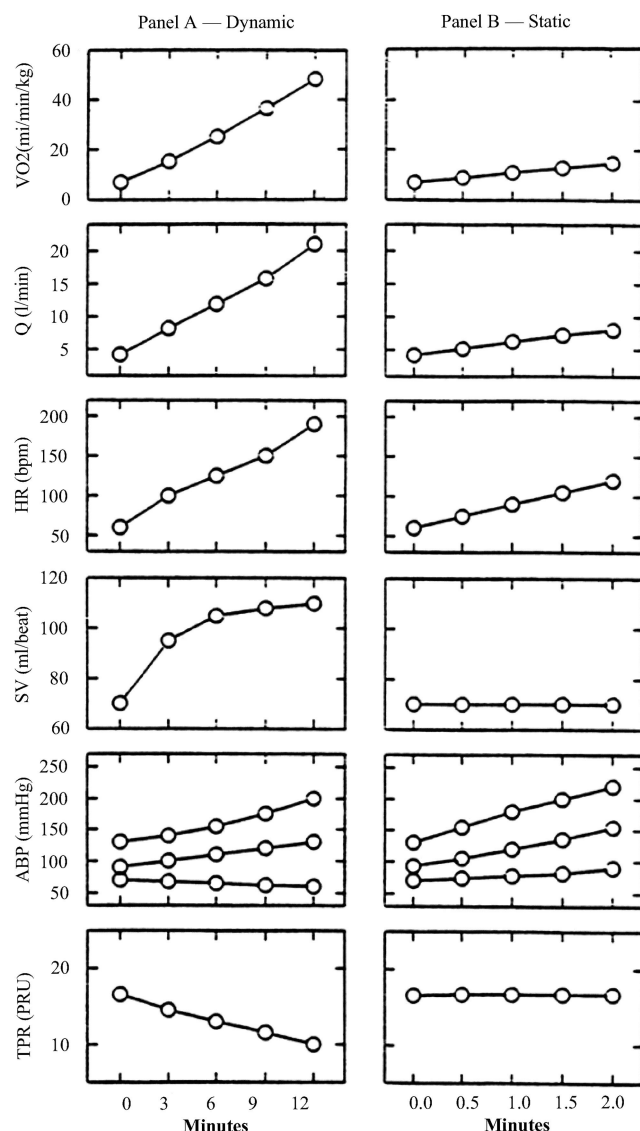 Panel A — Dynamic
Panel B — Static
VO2(mi/min/kg)
60
40
20
0
Q (l/min)
20
15
10
5
HR (bpm)
200
150
100
50
SV (ml/beat)
120
100
80
60
ABP (mmHg)
250
200
150
100
50
TPR (PRU)
20
10
0 3 6 9 12
0.0 0.5 1.0 1.5 2.0
Minutes
Minutes